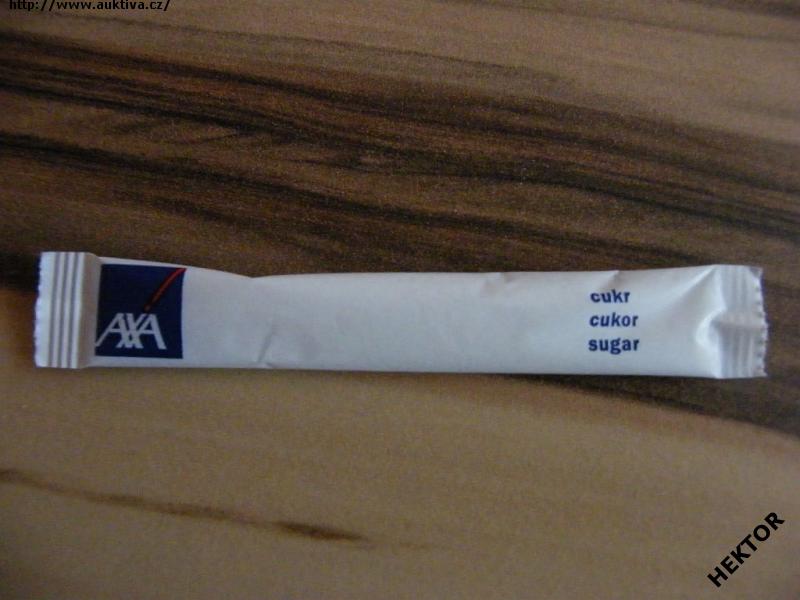 http://www.auktiva.cz/
AXA
cukr
cukor
sugar
HEKTOR